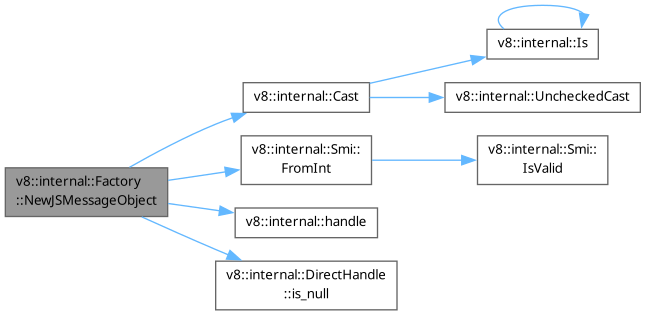 v8::internal::Is
v8::internal::Cast
v8::internal::UncheckedCast
v8::internal::Smi::
FromInt
v8::internal::Smi::
IsValid
v8::internal::Factory
::NewJSMessageObject
v8::internal::handle
v8::internal::DirectHandle
::is_null